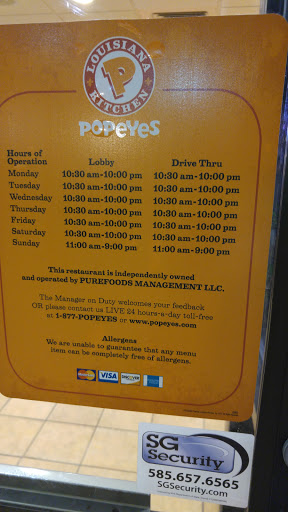 LOUISIANA
KITCHEN
POPEYES
Hours of
Operation Lobby Drive Thru
Monday 10:30 am-10:00 pm 10:30 am-10:00 pm
Tuesday 10:30 am-10:00 pm 10:30 am-10:00 pm
Wednesday 10:30 am-10:00 pm 10:30 am-10:00 pm
Thursday 10:30 am-10:00 pm 10:30 am-10:00 pm
Friday 10:30 am-10:00 pm 10:30 am-10:00 pm
Saturday 10:30 am-10:00 pm 10:30 am-10:00 pm
Sunday 11:00 am-9:00 pm 11:00 am-9:00 pm
This restaurant is independently owned
and operated by PUREFOODS MANAGEMENT LLC.
The Manager on Duty welcomes your feedback
OR please contact us LIVE 24 hours-a-day toll-free
at 1-877-POPEYES or www.popeyes.com
Allergens
We are unable to guarantee that any menu
item can be completely free of allergens.
MasterCard VISA DISCOVER
SG
Security
585.657.6565
SGSecurity.com